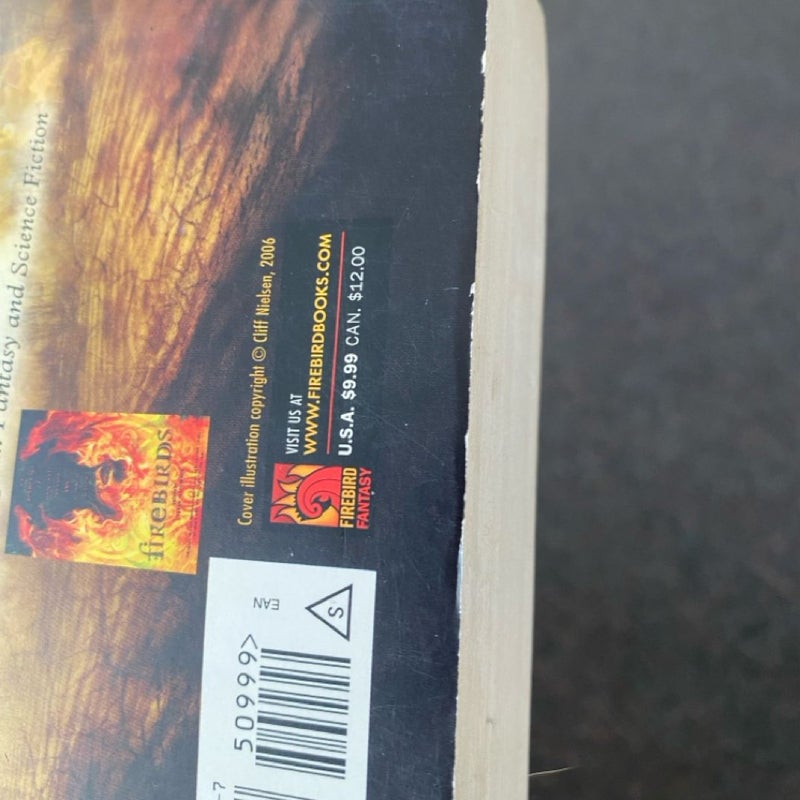 Fantasy and Science Fiction
fireBIRDS
Cover illustration copyright © Cliff Nielsen, 2006
VISIT US AT
WWW.FIREBIRDBOOKS.COM
U.S.A. $9.99 CAN. $12.00
FIREBIRD
FANTASY
EAN
S
50999>
-7